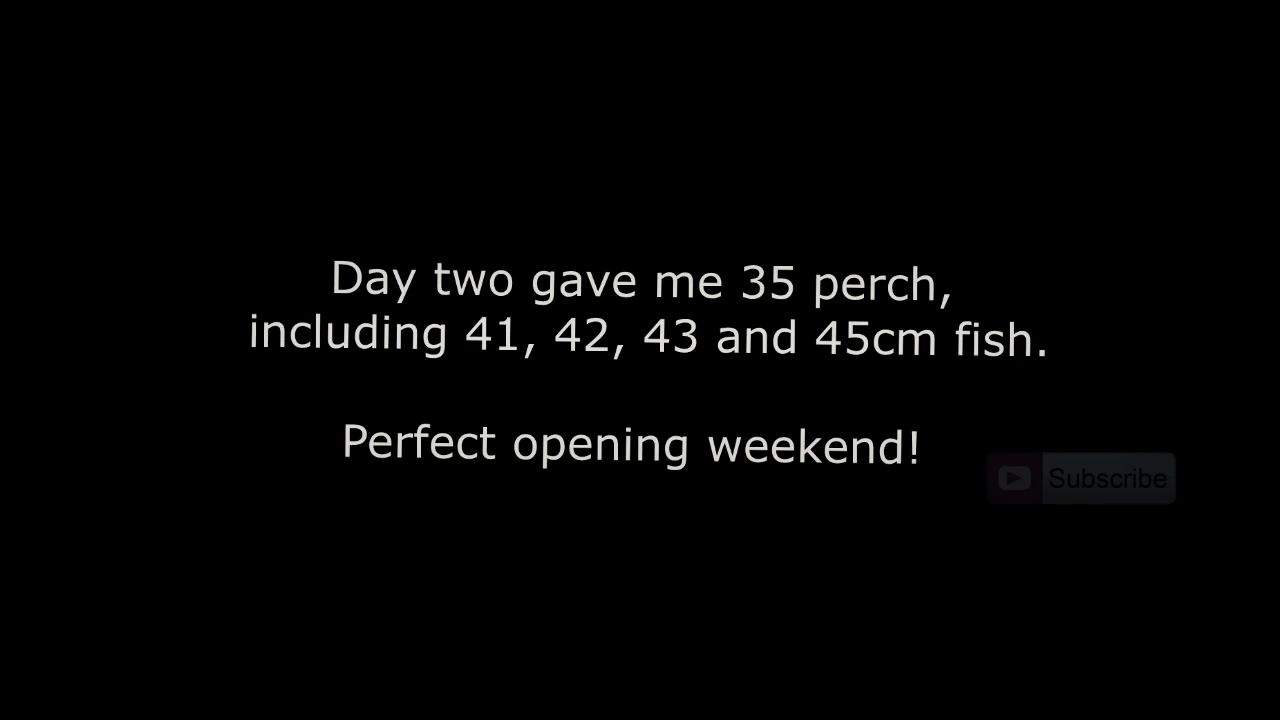 Day two gave me 35 perch,
including 41, 42, 43 and 45cm fish.
Perfect opening weekend!
Subscribe